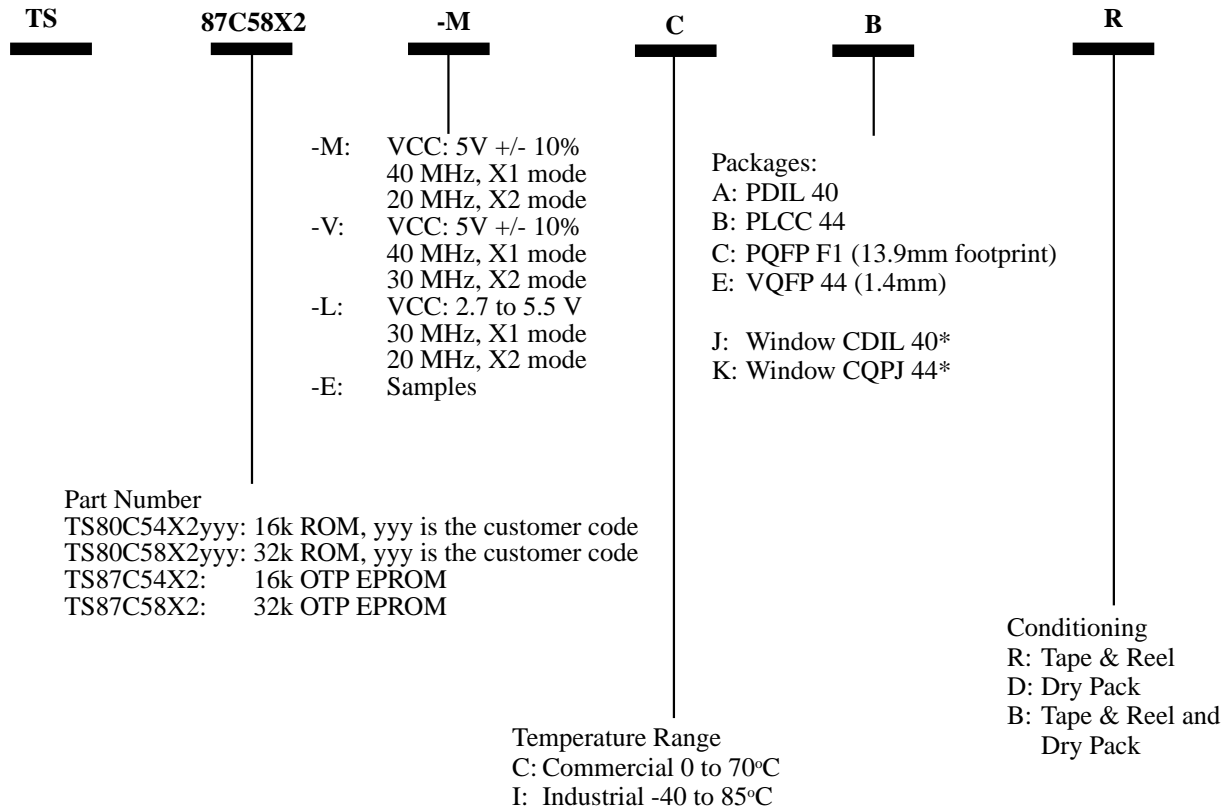 TS 87C58X2 -M C B R
-M: VCC: 5V +/- 10%
40 MHz, X1 mode
20 MHz, X2 mode
-V: VCC: 5V +/- 10%
40 MHz, X1 mode
30 MHz, X2 mode
-L: VCC: 2.7 to 5.5 V
30 MHz, X1 mode
20 MHz, X2 mode
-E: Samples
Packages:
A: PDIL 40
B: PLCC 44
C: PQFP F1 (13.9mm footprint)
E: VQFP 44 (1.4mm)
J: Window CDIL 40*
K: Window CQPJ 44*
Part Number
TS80C54X2yyy: 16k ROM, yyy is the customer code
TS80C58X2yyy: 32k ROM, yyy is the customer code
TS87C54X2: 16k OTP EPROM
TS87C58X2: 32k OTP EPROM
Conditioning
R: Tape & Reel
D: Dry Pack
B: Tape & Reel and
Dry Pack
Temperature Range
C: Commercial 0 to 70°C
I: Industrial -40 to 85°C